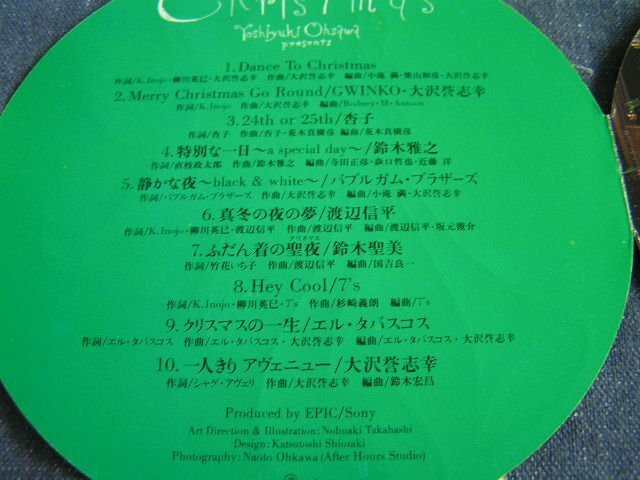 Christmas
Yoshiyuki Ohsawa
presents
1. Dance To Christmas
作詞/K.Inojo・柳川英巳・大沢誉志幸 作曲/大沢誉志幸 編曲/小滝 満・柴山和彦・大沢誉志幸
2. Merry Christmas Go Round/GWINKO・大沢誉志幸
作詞/K.Inojo 作曲/大沢誉志幸 編曲/Rodney・M・Antoon
3. 24th or 25th/杏子
作詞/杏子 作曲/杏子・荒木真樹彦 編曲/荒木真樹彦
4. 特別な一日〜a special day〜/鈴木雅之
作詞/直枝政太郎 作曲/鈴木雅之 編曲/寺田正彦・森口哲也・近藤 洋
5. 静かな夜〜black & white〜/バブルガム・ブラザーズ
作詞/バブルガム・ブラザーズ 作曲/大沢誉志幸 編曲/小滝 満・大沢誉志幸
6. 真冬の夜の夢/渡辺信平
作詞/K.Inojo・柳川英巳・渡辺信平 作曲/渡辺信平 編曲/渡辺信平・坂元俊介
クリスマス
7. ふだん着の聖夜/鈴木聖美
作詞/竹花いち子 作曲/渡辺信平 編曲/国吉良一
8. Hey Cool/7's
作詞/K.Inojo・柳川英巳・7's 作曲/杉崎義朗 編曲/7's
9. クリスマスの一生/エル・タバスコス
作詞/エル・タバスコス 作曲/エル・タバスコス・大沢誉志幸 編曲/エル・タバスコス・大沢誉志幸
10. 一人きりアヴェニュー/大沢誉志幸
作詞/シャグ・アヴェリ 作曲/大沢誉志幸 編曲/鈴木宏昌
Produced by EPIC/Sony
Art Direction & Illustration: Nobuaki Takahashi
Design: Katsutoshi Shiozaki
Photography: Naoto Ohkawa (After Hours Studio)